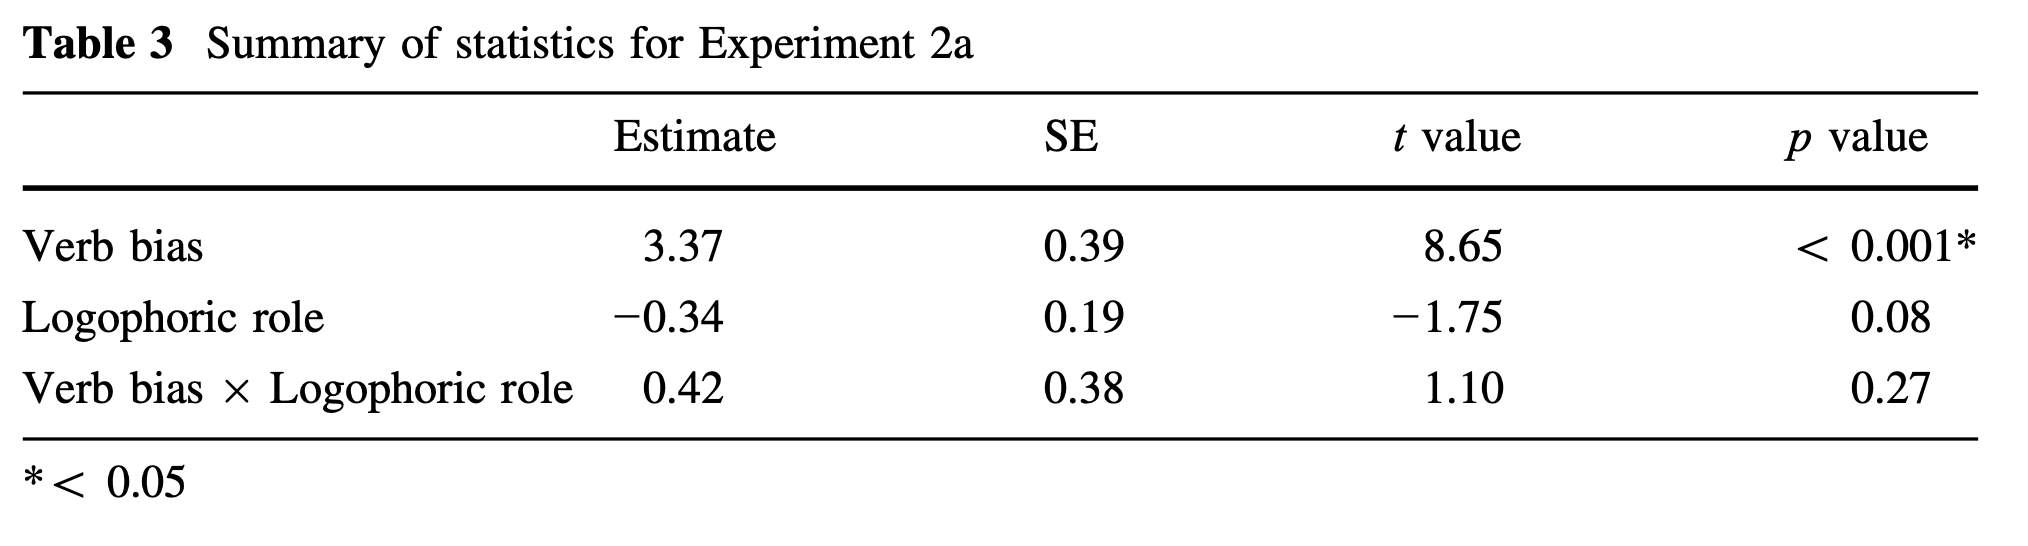 Table 3 Summary of statistics for Experiment 2a
Estimate SE t value p value
Verb bias 3.37 0.39 8.65 < 0.001*
Logophoric role −0.34 0.19 −1.75 0.08
Verb bias × Logophoric role 0.42 0.38 1.10 0.27
*< 0.05